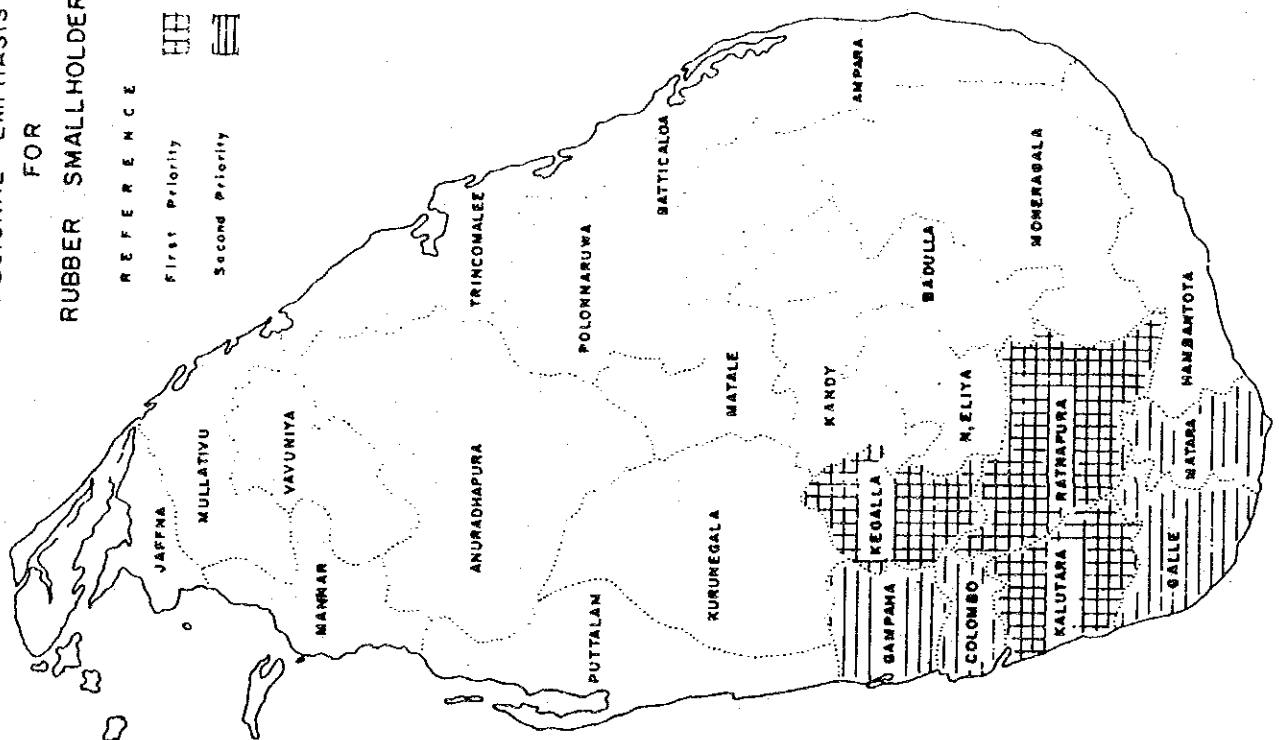 EMPHASIS
FOR
RUBBER SMALLHOLDER
REFERENCE
First Priority
Second Priority
JAFFNA
MULLATIVU
VAVUNIYA
MANNAR
ANURADHAPURA
TRINCOMALEE
POLONNARUWA
PUTTALAM
KURUNEGALA
MATALE
BATTICALOA
KANDY
AMPARA
KEGALLA
GAMPAHA
BADULLA
N, ELIYA
COLOMBO
MONERAGALA
RATNAPURA
KALUTARA
HAMBANTOTA
MATARA
GALLE